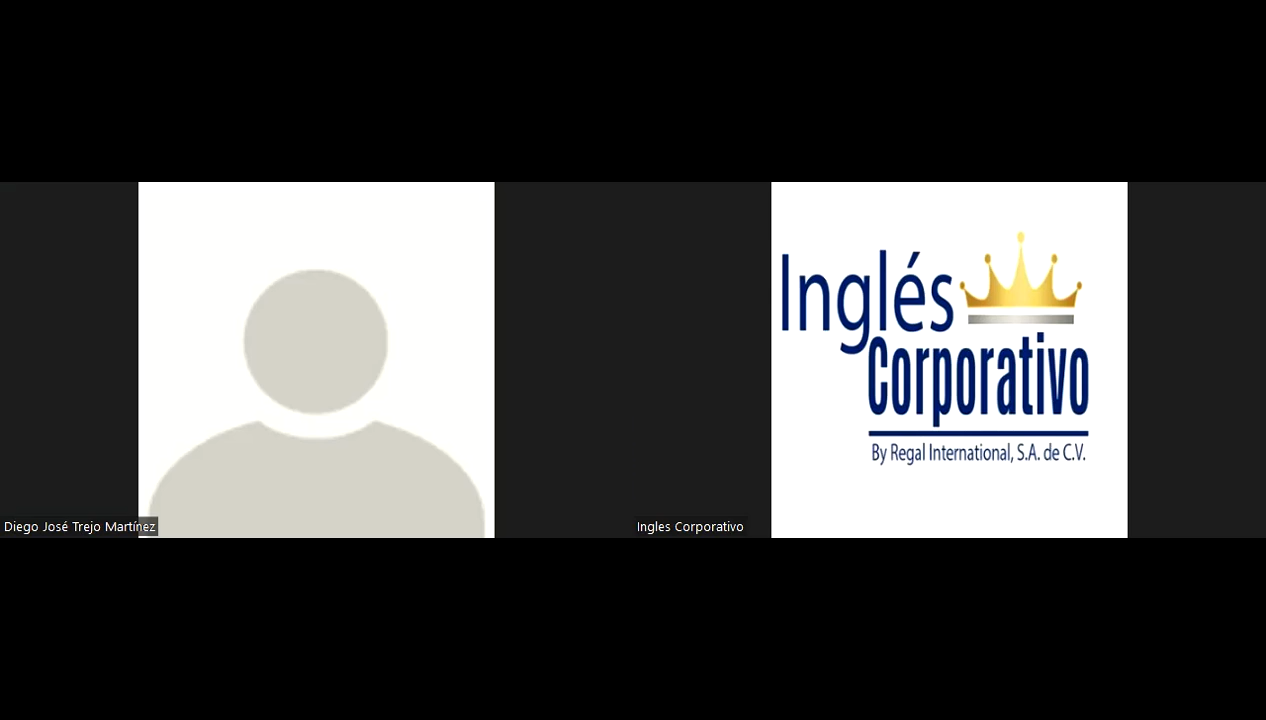 Inglés
Corporativo
By Regal International, S.A. de C.V.
Diego José Trejo Martínez
Ingles Corporativo